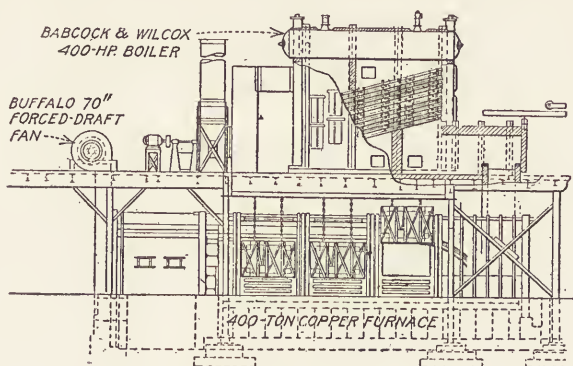 BABCOCK & WILCOX
400-HP. BOILER
BUFFALO 70"
FORCED-DRAFT
FAN
400-TON COPPER FURNACE